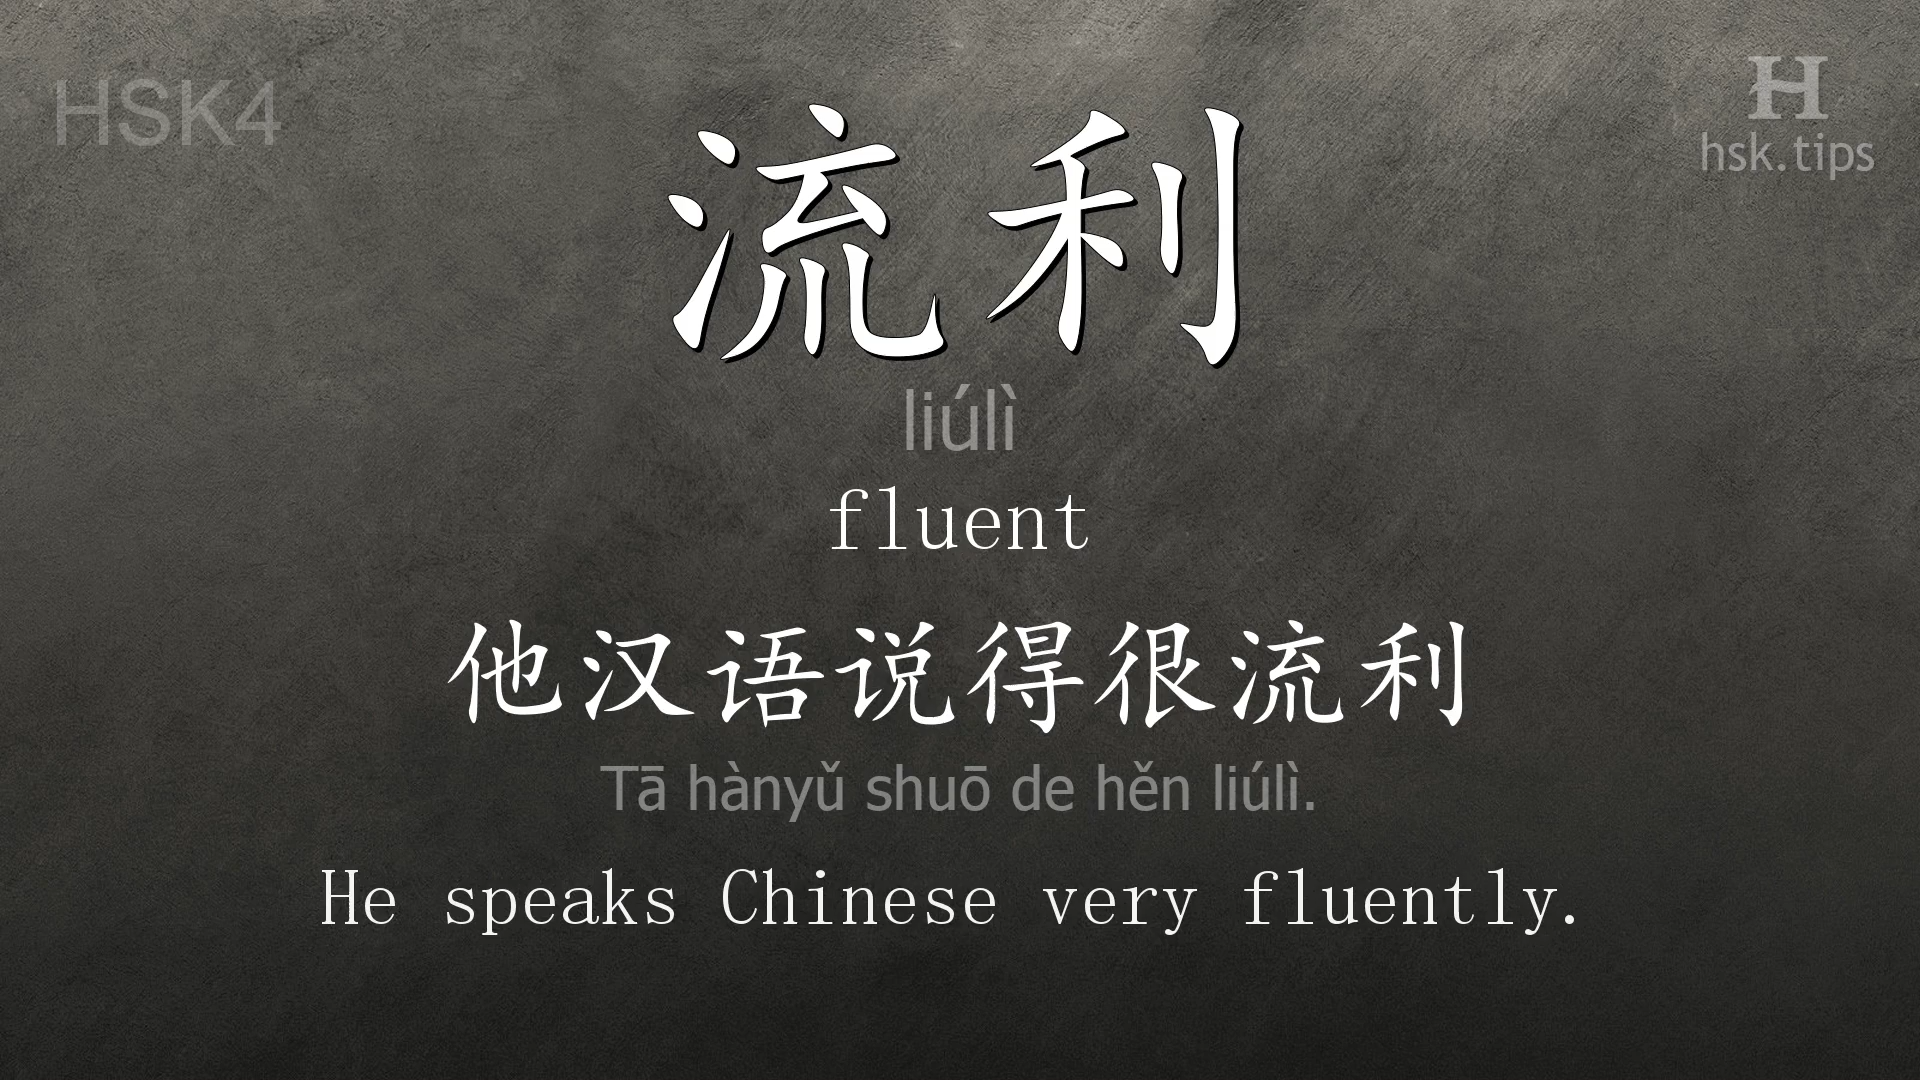 HSK4
H
hsk.tips
流利
liúlì
fluent
他汉语说得很流利
Tā hànyǔ shuō de hěn liúlì.
He speaks Chinese very fluently.